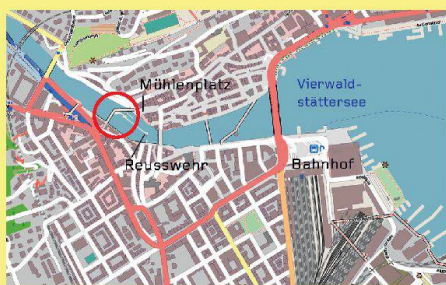 Mühlenplatz
Vierwald-
stättersee
Reusswehr
Bahnhof